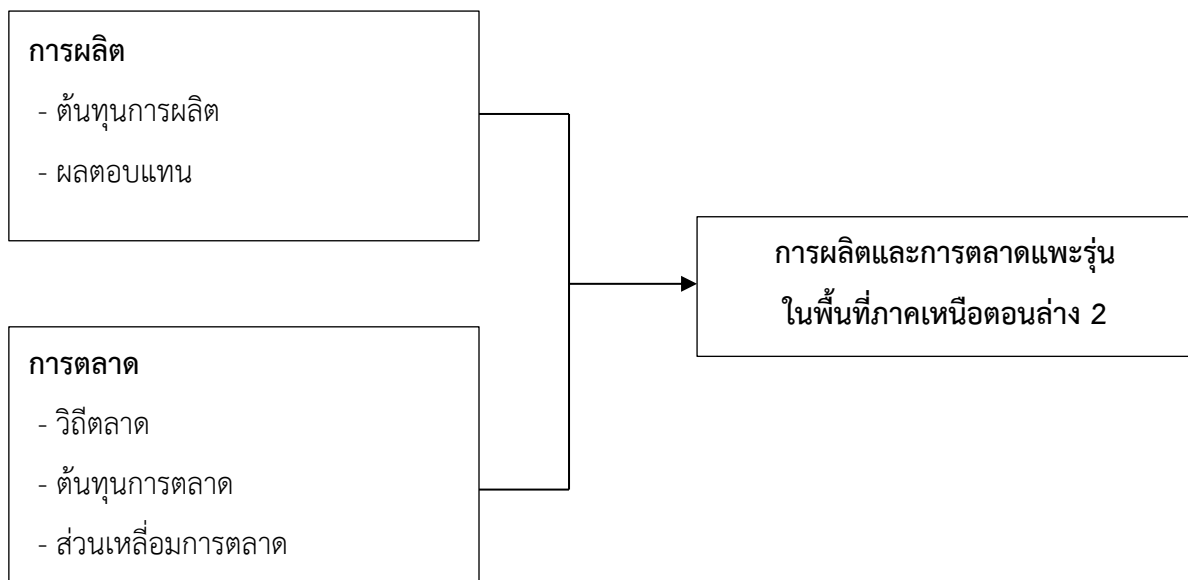 การผลิต
- ต้นทุนการผลิต
- ผลตอบแทน
การผลิตและการตลาดแพะรุ่น
ในพื้นที่ภาคเหนือตอนล่าง 2
การตลาด
- วิถีตลาด
- ต้นทุนการตลาด
- ส่วนเหลื่อมการตลาด